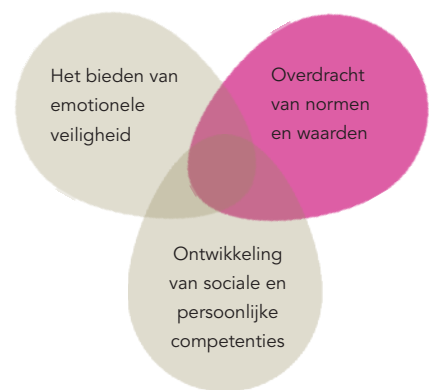 Het bieden van
emotionele
veiligheid
Overdracht
van normen
en waarden
Ontwikkeling
van sociale en
persoonlijke
competenties